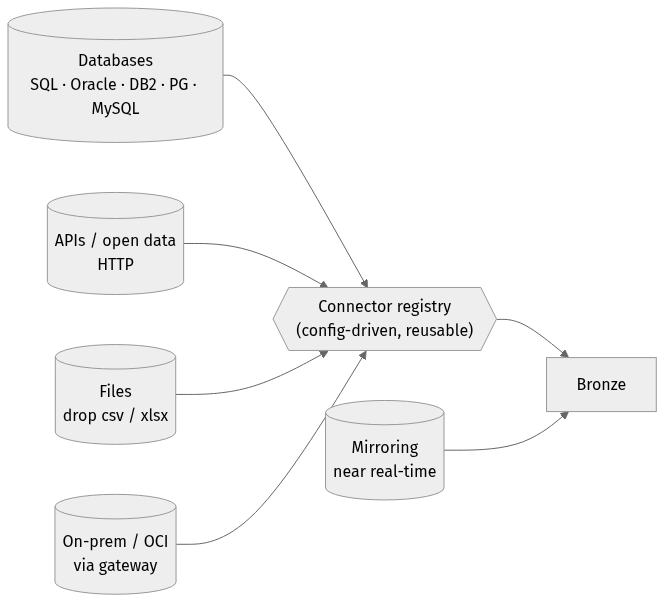 Databases
SQL · Oracle · DB2 · PG ·
MySQL
APIs / open data
HTTP
Connector registry
(config-driven, reusable)
Files
drop csv / xlsx
Bronze
Mirroring
near real-time
On-prem / OCI
via gateway